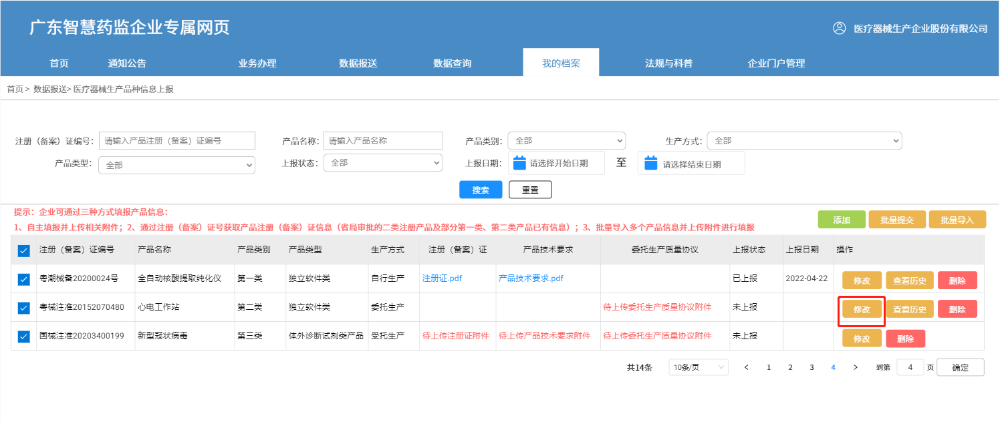 广东智慧药监企业专属网页
医疗器械生产企业股份有限公司
首页 通知公告 业务办理 数据报送 数据查询 我的档案 法规与科普 企业门户管理
首页> 数据报送> 医疗器械生产品种信息上报
注册（备案）证编号： 请输入产品注册（备案）证编号 产品名称： 请输入产品名称 产品类别： 全部 生产方式： 全部
产品类型： 全部 上报状态： 全部 上报日期： 请选择开始日期 至 请选择结束日期
搜索 重置
提示：企业可通过三种方式填报产品信息：
添加 批量提交 批量导入
1、自主填报并上传相关附件；2、通过注册（备案）证号获取产品注册（备案）证信息（省局审批的二类注册产品及部分第一类、第二类产品已有信息）；3、批量导入多个产品信息并上传附件进行填报
注册（备案）证编号 产品名称 产品类别 产品类型 生产方式 注册（备案）证 产品技术要求 委托生产质量协议 上报状态 上报日期 操作
粤潮械备20200024号 全自动核酸提取纯化仪 第一类 独立软件类 自行生产 注册证.pdf 产品技术要求.pdf 已上报 2022-04-22 修改 查看历史 删除
粤械注准20152070480 心电工作站 第二类 独立软件类 委托生产 待上传委托生产质量协议附件 未上报 修改 查看历史 删除
国械注准20203400199 新型冠状病毒 第三类 体外诊断试剂类产品 受托生产 待上传注册证附件 待上传产品技术要求附件 待上传委托生产质量协议附件 未上报 修改 删除
共14条 10条/页 < 1 2 3 4 > 到第 4 页 确定